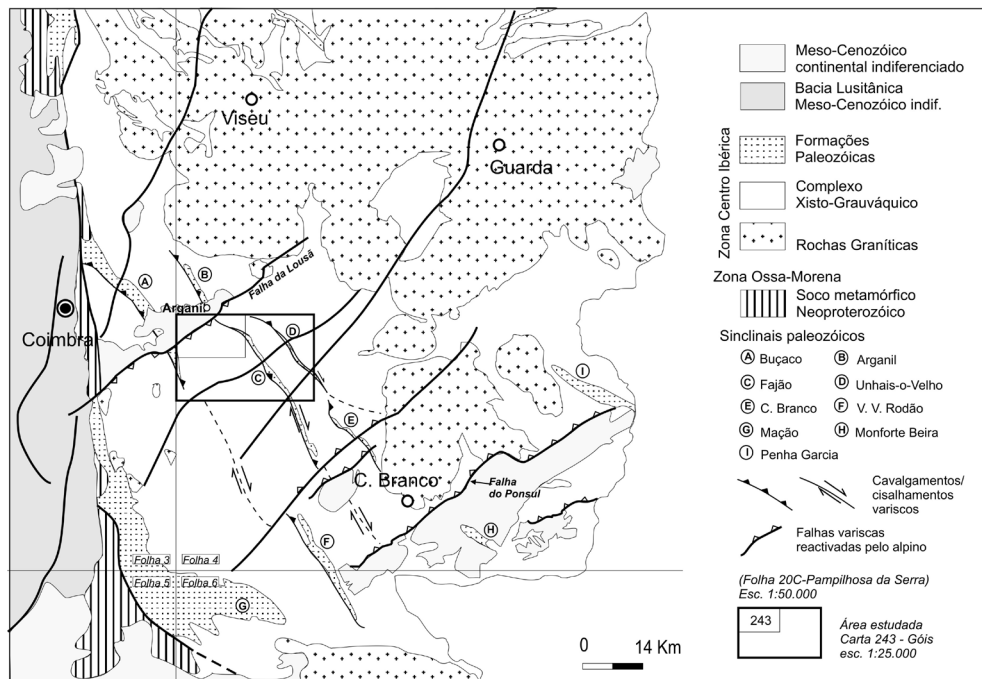 Viseu
Guarda
A
B
Falha da Lousã
Arganil
Coimbra
D
C
I
E
C. Branco
Falha
do Ponsul
H
F
Folha 3
Folha 4
Folha 5
Folha 6
G
0 14 Km
Meso-Cenozóico
continental indiferenciado
Bacia Lusitânica
Meso-Cenozóico indif.
Zona Centro Ibérica
Formações
Paleozóicas
Complexo
Xisto-Grauváquico
Rochas Graníticas
Zona Ossa-Morena
Soco metamórfico
Neoproterozóico
Sinclinais paleozóicos
A Buçaco B Arganil
C Fajão D Unhais-o-Velho
E C. Branco F V. V. Rodão
G Mação H Monforte Beira
I Penha Garcia
Cavalgamentos/
cisalhamentos
variscos
Falhas variscas
reactivadas pelo alpino
(Folha 20C-Pampilhosa da Serra)
Esc. 1:50.000
243
Área estudada
Carta 243 - Góis
esc. 1:25.000